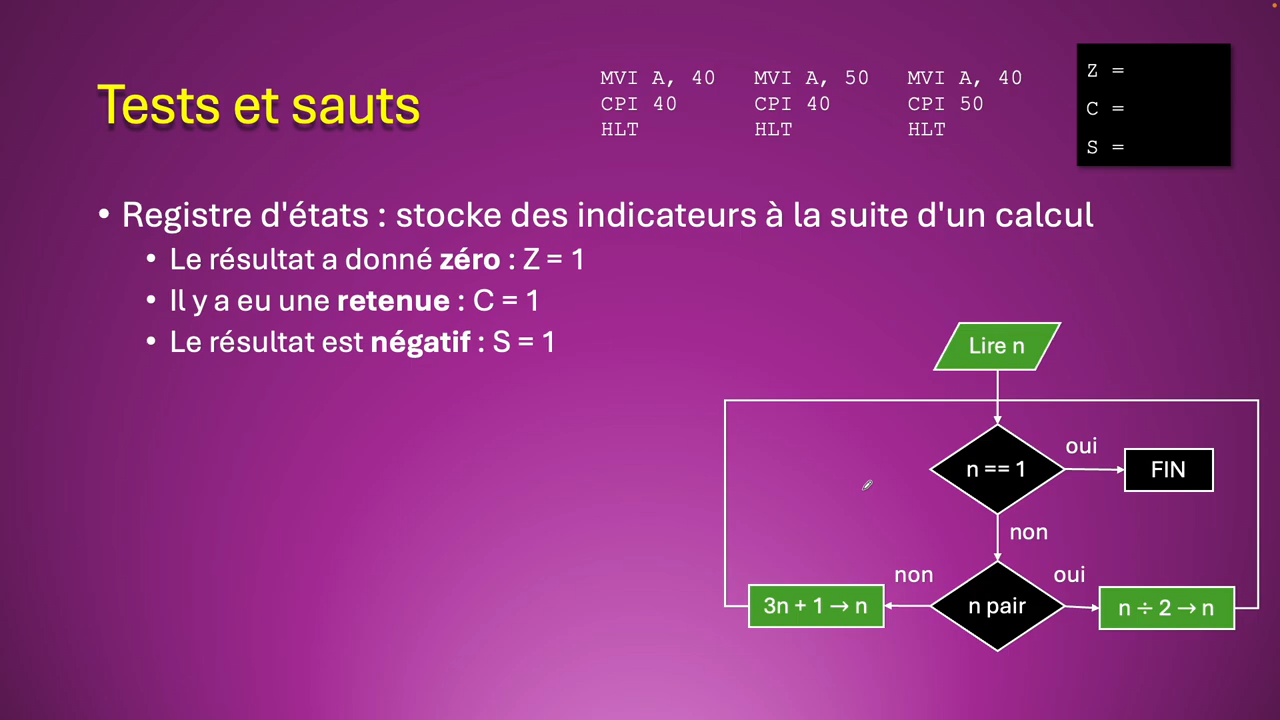 Tests et sauts
MVI A, 40
CPI 40
HLT
MVI A, 50
CPI 40
HLT
MVI A, 40
CPI 50
HLT
Z =
C =
S =
• Registre d'états : stocke des indicateurs à la suite d'un calcul
• Le résultat a donné zéro : Z = 1
• Il y a eu une retenue : C = 1
• Le résultat est négatif : S = 1
Lire n
n == 1
oui
FIN
non
n pair
non
3n + 1 → n
oui
n ÷ 2 → n